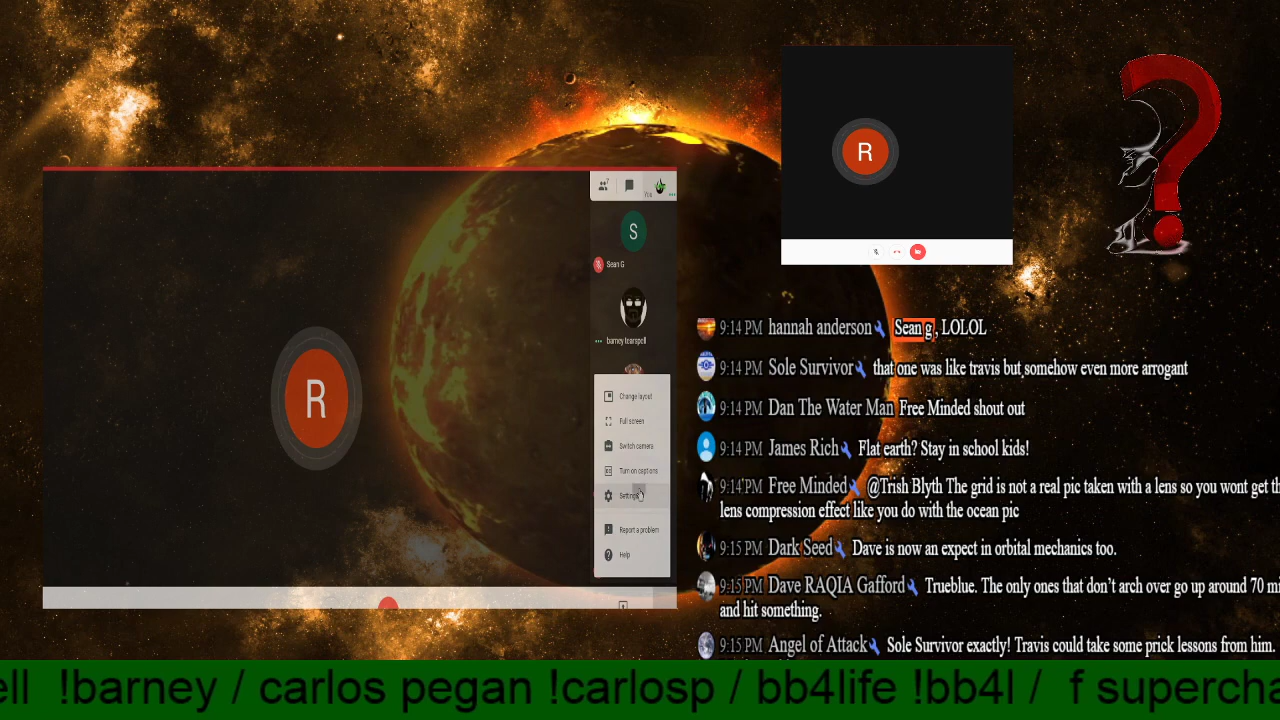 You
S
Sean G
barney tearspell
Change layout
Full screen
Switch camera
Turn on captions
Settings
Report a problem
Help
R
R
9:14 PM hannah anderson Sean g , LOLOL
9:14 PM Sole Survivor that one was like travis but somehow even more arrogant
9:14 PM Dan The Water Man Free Minded shout out
9:14 PM James Rich Flat earth? Stay in school kids!
9:14 PM Free Minded @Trish Blyth The grid is not a real pic taken with a lens so you wont get th
lens compression effect like you do with the ocean pic
9:15 PM Dark Seed Dave is now an expect in orbital mechanics too.
9:15 PM Dave RAQIA Gafford Trueblue. The only ones that don't arch over go up around 70 mi
and hit something.
9:15 PM Angel of Attack Sole Survivor exactly! Travis could take some prick lessons from him.
ell !barney / carlos pegan !carlosp / bb4life !bb4l / f supercha